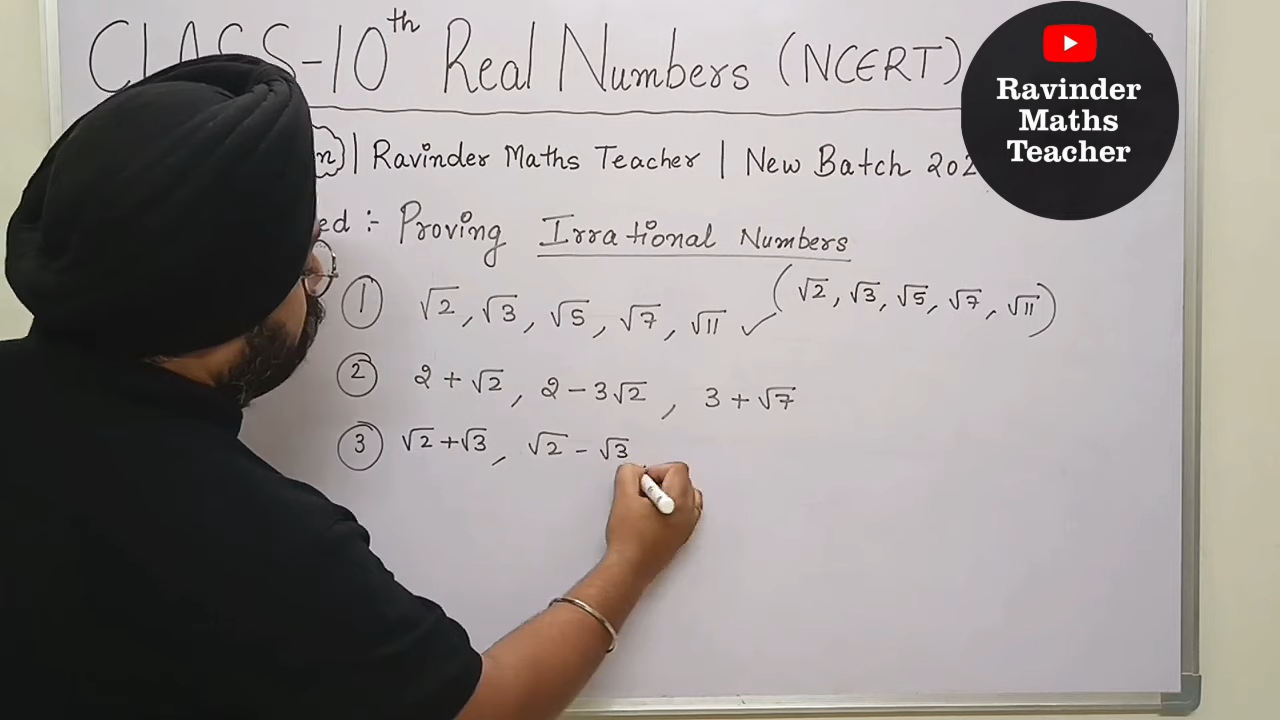 CLASS-10th Real Numbers (NCERT)
Ravinder
Maths
Teacher
| Ravinder Maths Teacher | New Batch 202
:- Proving Irrational Numbers
① √2, √3, √5, √7, √11 ✓ (√2, √3, √5, √7, √11)
② 2 + √2, 2 - 3√2, 3 + √7
③ √2 + √3, √2 - √3